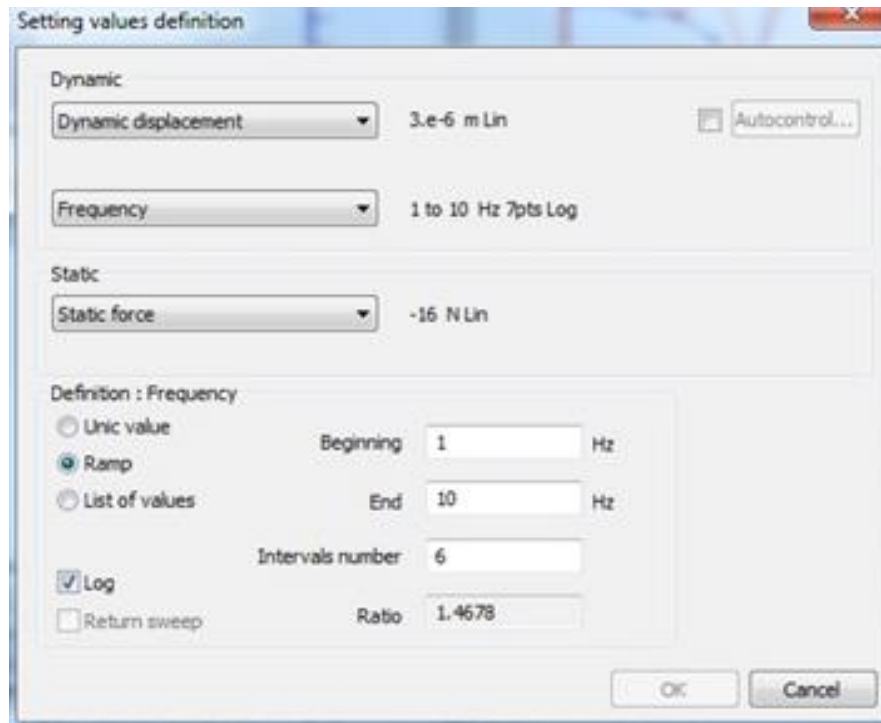 Setting values definition
Dynamic
Dynamic displacement 3.e-6 m Lin Autocontrol...
Frequency 1 to 10 Hz 7pts Log
Static
Static force -16 N Lin
Definition : Frequency
Unic value
Beginning 1 Hz
Ramp
List of values
End 10 Hz
Intervals number 6
Log
Return sweep
Ratio 1.4678
OK Cancel